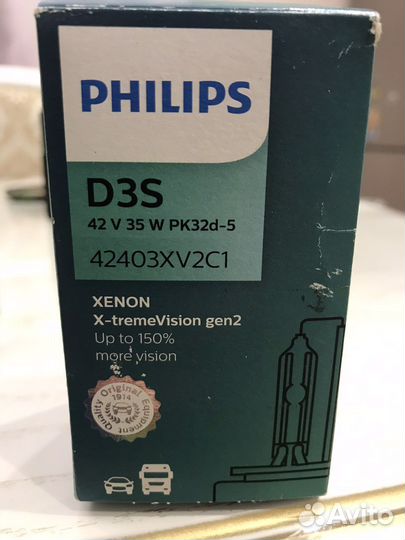 PHILIPS
D3S
42 V 35 W PK32d-5
42403XV2C1
XENON
X-tremeVision gen2
Up to 150%
more vision
Quality Original Equipment
1914
Avito